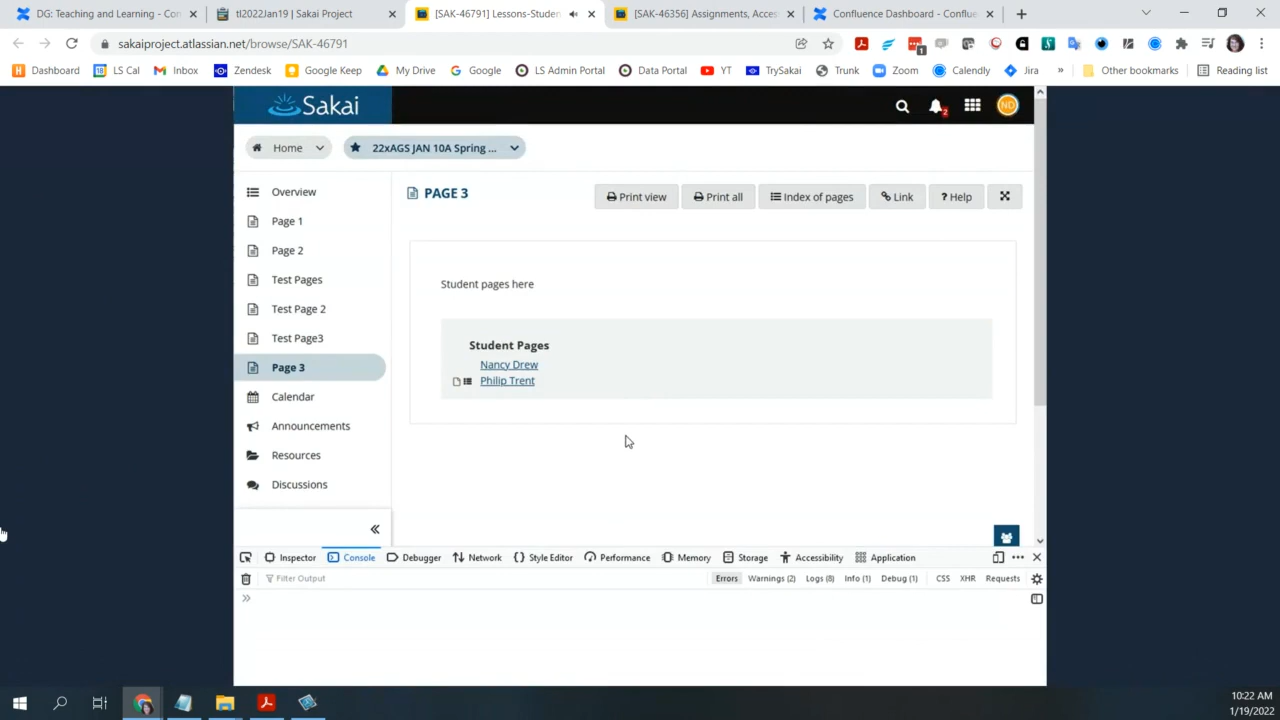 DG: Teaching and Learning - Con
tl2022Jan19 | Sakai Project
[SAK-46791] Lessons-Studen
[SAK-46356] Assignments, Acces
Confluence Dashboard - Conflue
sakaiproject.atlassian.net/browse/SAK-46791
Dashboard
LS Cal
Inbox
Zendesk
Google Keep
My Drive
Google
LS Admin Portal
Data Portal
YT
TrySakai
Trunk
Zoom
Calendly
Jira
»
Other bookmarks
Reading list
Sakai
2
ND
Home
22xAGS JAN 10A Spring ...
Overview
Page 1
Page 2
Test Pages
Test Page 2
Test Page3
Page 3
Calendar
Announcements
Resources
Discussions
PAGE 3
Print view
Print all
Index of pages
Link
? Help
Student pages here
Student Pages
Nancy Drew
Philip Trent
Inspector
Console
Debugger
Network
Style Editor
Performance
Memory
Storage
Accessibility
Application
Filter Output
Errors
Warnings (2)
Logs (8)
Info (1)
Debug (1)
CSS
XHR
Requests
10:22 AM
1/19/2022